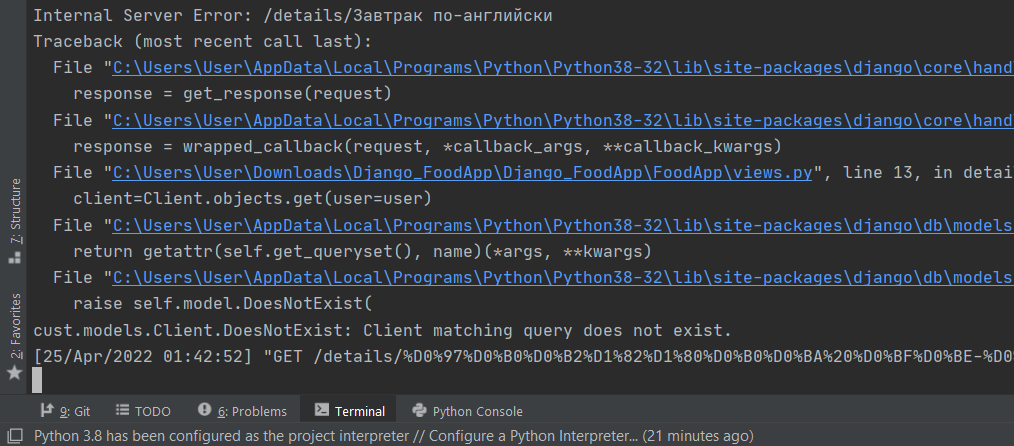 Internal Server Error: /details/Завтрак по-английски
Traceback (most recent call last):
File "C:\Users\User\AppData\Local\Programs\Python\Python38-32\lib\site-packages\django\core\hand
response = get_response(request)
File "C:\Users\User\AppData\Local\Programs\Python\Python38-32\lib\site-packages\django\core\hand
response = wrapped_callback(request, *callback_args, **callback_kwargs)
File "C:\Users\User\Downloads\Django_FoodApp\Django_FoodApp\FoodApp\views.py", line 13, in detai
client=Client.objects.get(user=user)
File "C:\Users\User\AppData\Local\Programs\Python\Python38-32\lib\site-packages\django\db\models
return getattr(self.get_queryset(), name)(*args, **kwargs)
File "C:\Users\User\AppData\Local\Programs\Python\Python38-32\lib\site-packages\django\db\models
raise self.model.DoesNotExist(
cust.models.Client.DoesNotExist: Client matching query does not exist.
[25/Apr/2022 01:42:52] "GET /details/%D0%97%D0%B0%D0%B2%D1%82%D1%80%D0%B0%D0%BA%20%D0%BF%D0%BE-%D0
7: Structure
2: Favorites
9: Git
TODO
6: Problems
Terminal
Python Console
Python 3.8 has been configured as the project interpreter // Configure a Python Interpreter... (21 minutes ago)